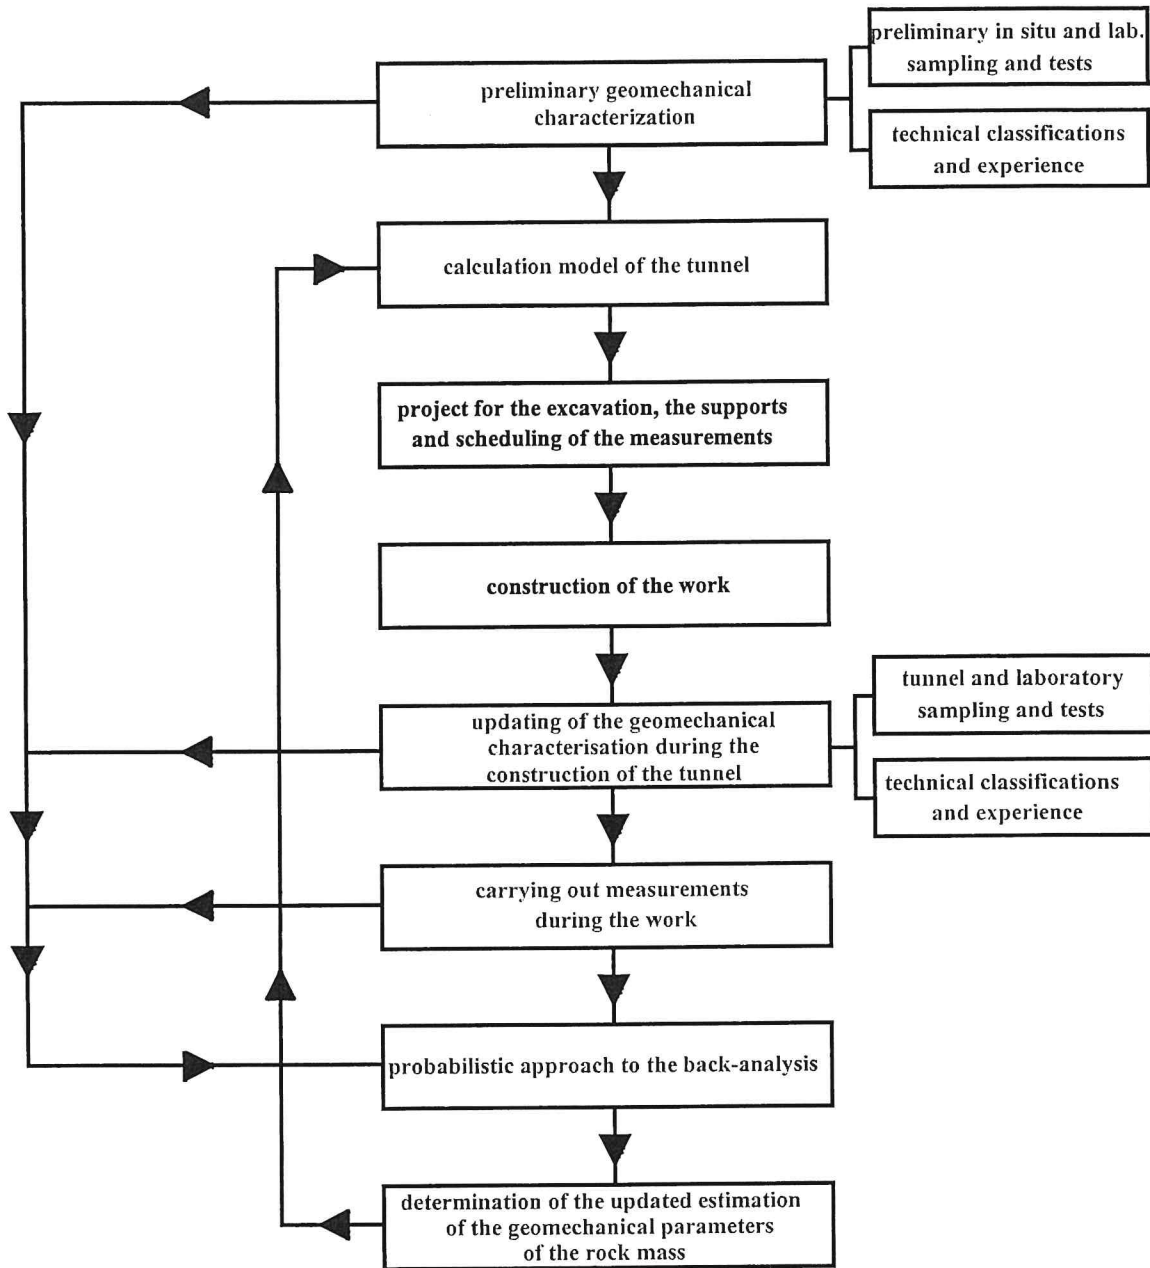 preliminary in situ and lab.
sampling and tests
preliminary geomechanical
characterization
technical classifications
and experience
calculation model of the tunnel
project for the excavation, the supports
and scheduling of the measurements
construction of the work
tunnel and laboratory
sampling and tests
updating of the geomechanical
characterisation during the
construction of the tunnel
technical classifications
and experience
carrying out measurements
during the work
probabilistic approach to the back-analysis
determination of the updated estimation
of the geomechanical parameters
of the rock mass